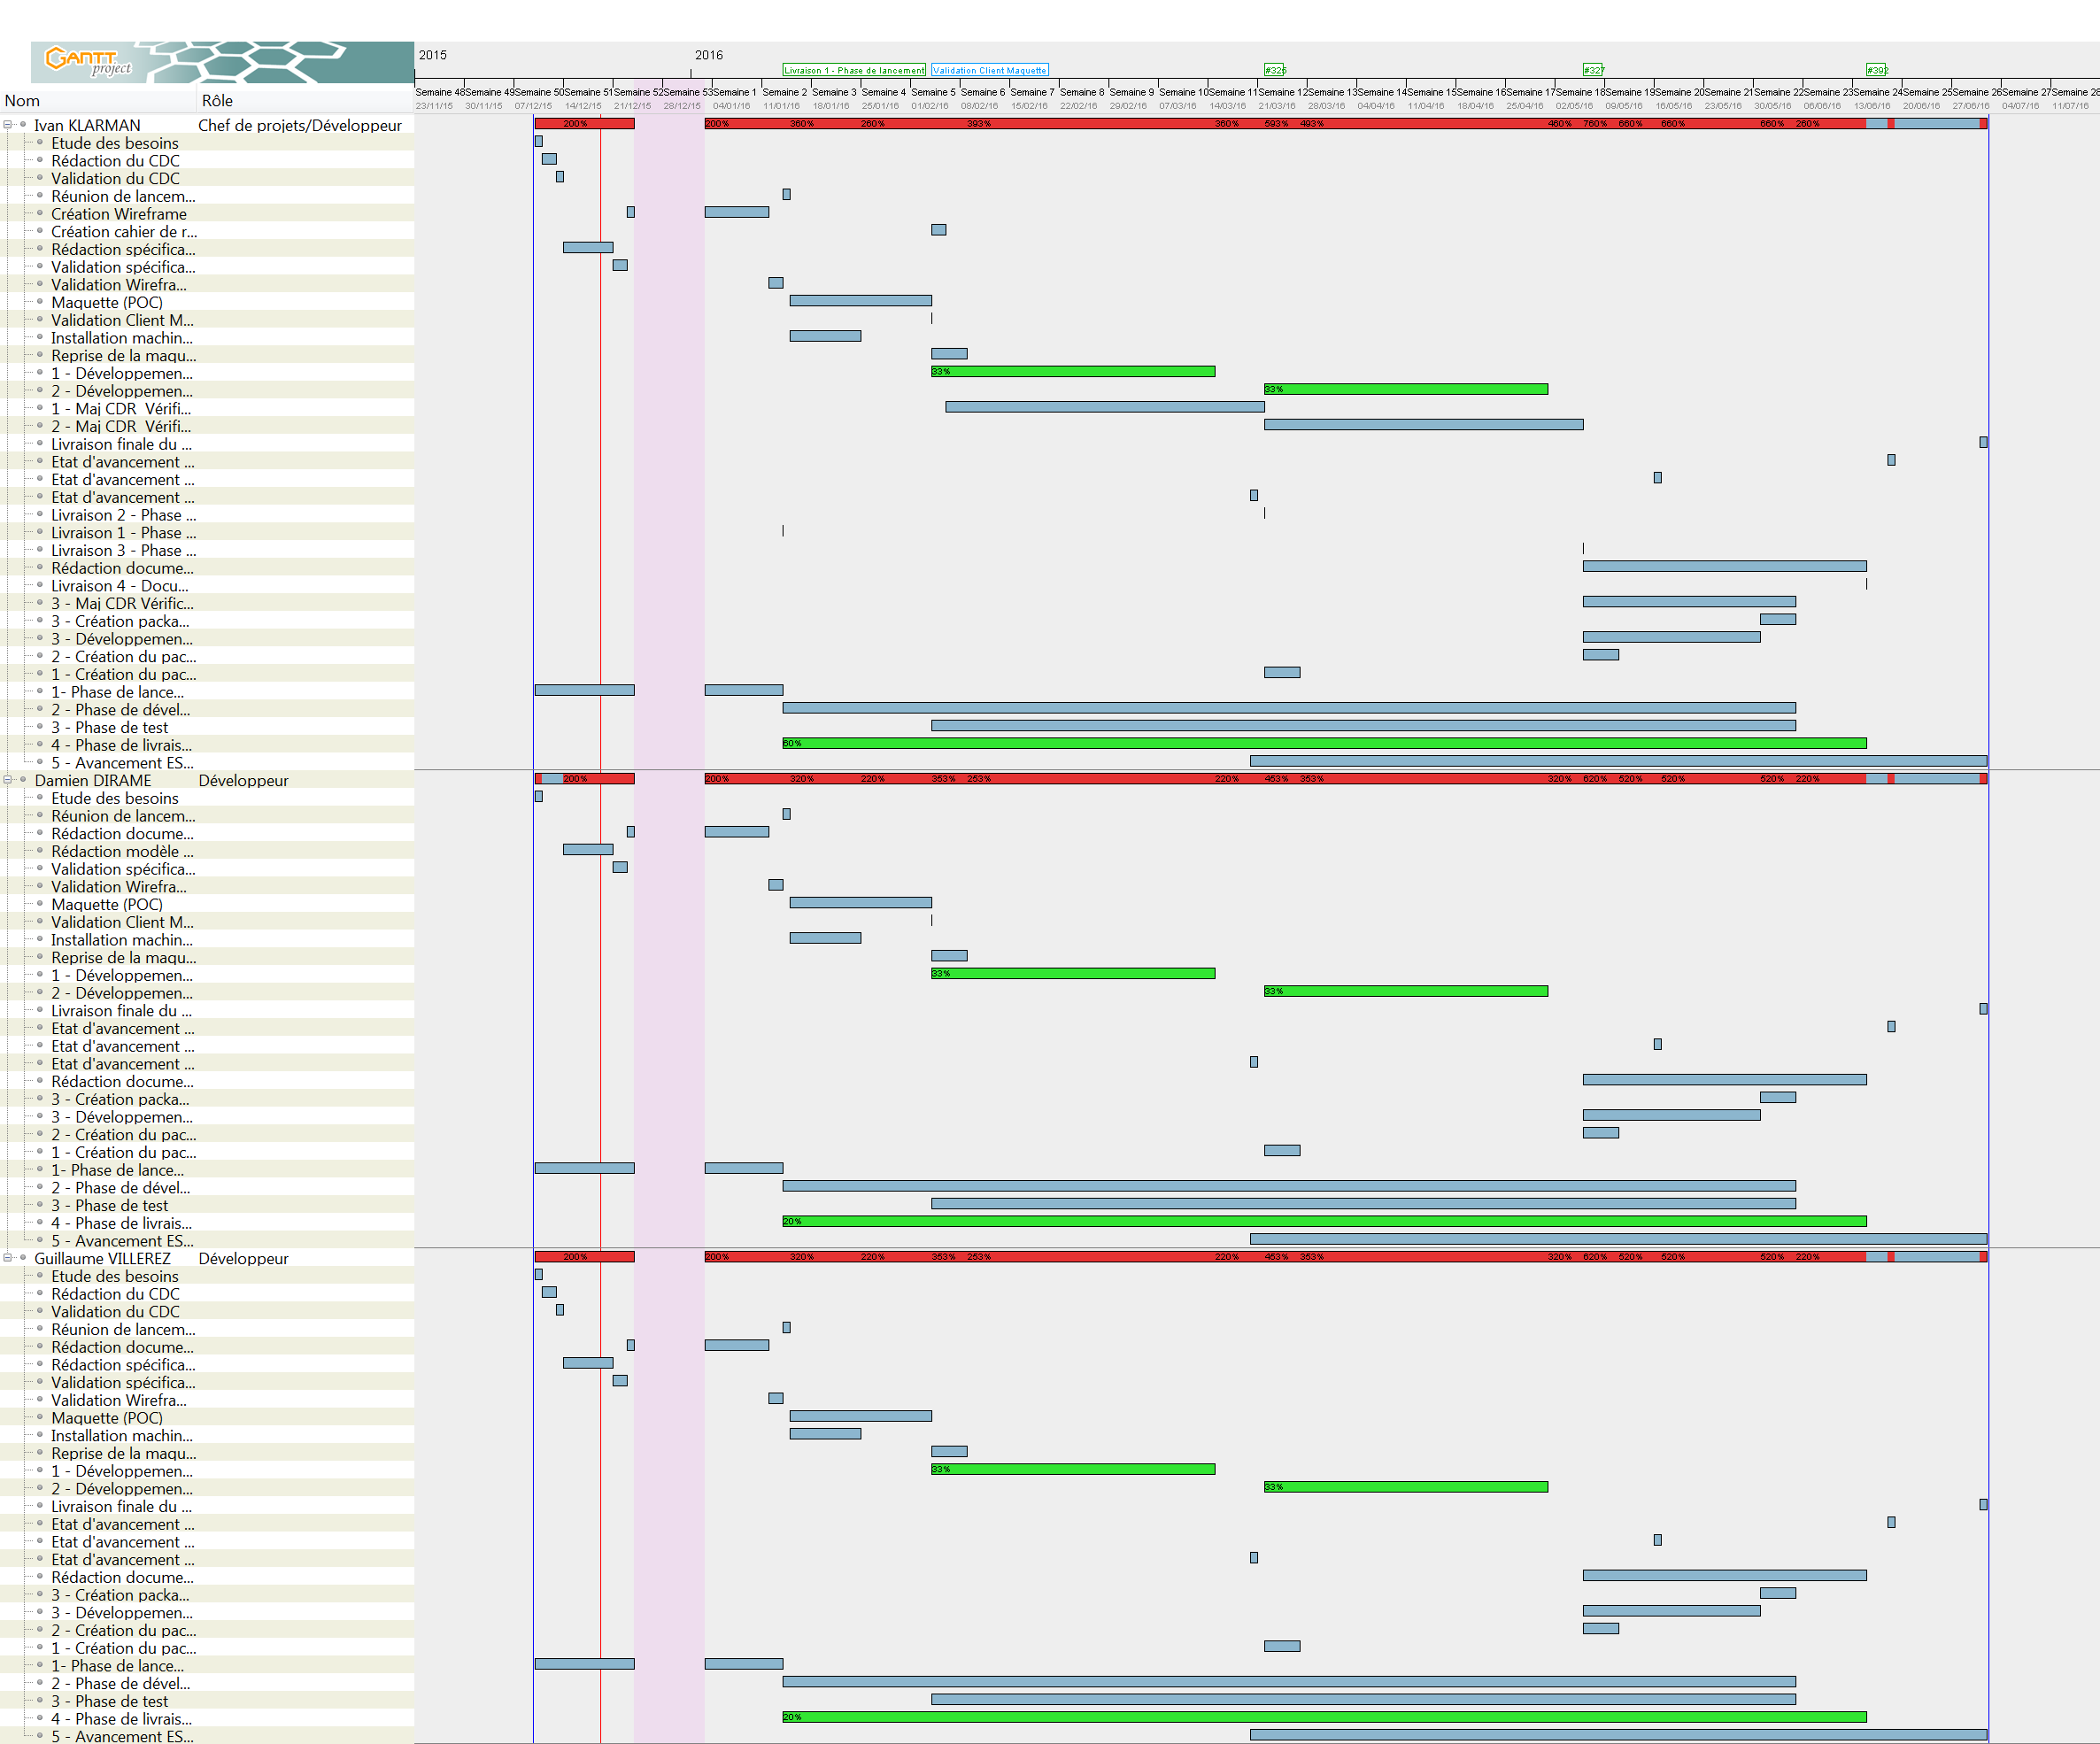 GANTT project
2015 2016
Livraison 1 - Phase de lancement Validation Client Maquette #326 #327 #392
Semaine 48 Semaine 49 Semaine 50 Semaine 51 Semaine 52 Semaine 53 Semaine 1 Semaine 2 Semaine 3 Semaine 4 Semaine 5 Semaine 6 Semaine 7 Semaine 8 Semaine 9 Semaine 10 Semaine 11 Semaine 12 Semaine 13 Semaine 14 Semaine 15 Semaine 16 Semaine 17 Semaine 18 Semaine 19 Semaine 20 Semaine 21 Semaine 22 Semaine 23 Semaine 24 Semaine 25 Semaine 26 Semaine 27 Semaine 28
Nom Rôle 23/11/15 30/11/15 07/12/15 14/12/15 21/12/15 28/12/15 04/01/16 11/01/16 18/01/16 25/01/16 01/02/16 08/02/16 15/02/16 22/02/16 29/02/16 07/03/16 14/03/16 21/03/16 28/03/16 04/04/16 11/04/16 18/04/16 25/04/16 02/05/16 09/05/16 16/05/16 23/05/16 30/05/16 06/06/16 13/06/16 20/06/16 27/06/16 04/07/16 11/07/16
Ivan KLARMAN Chef de projets/Développeur 200% 200% 360% 260% 393% 360% 593% 493% 460% 760% 660% 660% 660% 260%
Etude des besoins
Rédaction du CDC
Validation du CDC
Réunion de lancem...
Création Wireframe
Création cahier de r...
Rédaction spécifica...
Validation spécifica...
Validation Wirefra...
Maquette (POC)
Validation Client M...
Installation machin...
Reprise de la maqu...
1 - Développemen... 33%
2 - Développemen... 33%
1 - Maj CDR Vérifi...
2 - Maj CDR Vérifi...
Livraison finale du ...
Etat d'avancement ...
Etat d'avancement ...
Etat d'avancement ...
Livraison 2 - Phase ...
Livraison 1 - Phase ...
Livraison 3 - Phase ...
Rédaction docume...
Livraison 4 - Docu...
3 - Maj CDR Vérific...
3 - Création packa...
3 - Développemen...
2 - Création du pac...
1 - Création du pac...
1- Phase de lance...
2 - Phase de dével...
3 - Phase de test
4 - Phase de livrais... 60%
5 - Avancement ES...
Damien DIRAME Développeur 200% 200% 320% 220% 353% 253% 220% 453% 353% 320% 620% 520% 520% 520% 220%
Etude des besoins
Réunion de lancem...
Rédaction docume...
Rédaction modèle ...
Validation spécifica...
Validation Wirefra...
Maquette (POC)
Validation Client M...
Installation machin...
Reprise de la maqu...
1 - Développemen... 33%
2 - Développemen... 33%
Livraison finale du ...
Etat d'avancement ...
Etat d'avancement ...
Etat d'avancement ...
Rédaction docume...
3 - Création packa...
3 - Développemen...
2 - Création du pac...
1 - Création du pac...
1- Phase de lance...
2 - Phase de dével...
3 - Phase de test
4 - Phase de livrais... 20%
5 - Avancement ES...
Guillaume VILLEREZ Développeur 200% 200% 320% 220% 353% 253% 220% 453% 353% 320% 620% 520% 520% 520% 220%
Etude des besoins
Rédaction du CDC
Validation du CDC
Réunion de lancem...
Rédaction docume...
Rédaction spécifica...
Validation spécifica...
Validation Wirefra...
Maquette (POC)
Installation machin...
Reprise de la maqu...
1 - Développemen... 33%
2 - Développemen... 33%
Livraison finale du ...
Etat d'avancement ...
Etat d'avancement ...
Etat d'avancement ...
Rédaction docume...
3 - Création packa...
3 - Développemen...
2 - Création du pac...
1 - Création du pac...
1- Phase de lance...
2 - Phase de dével...
3 - Phase de test
4 - Phase de livrais... 20%
5 - Avancement ES...